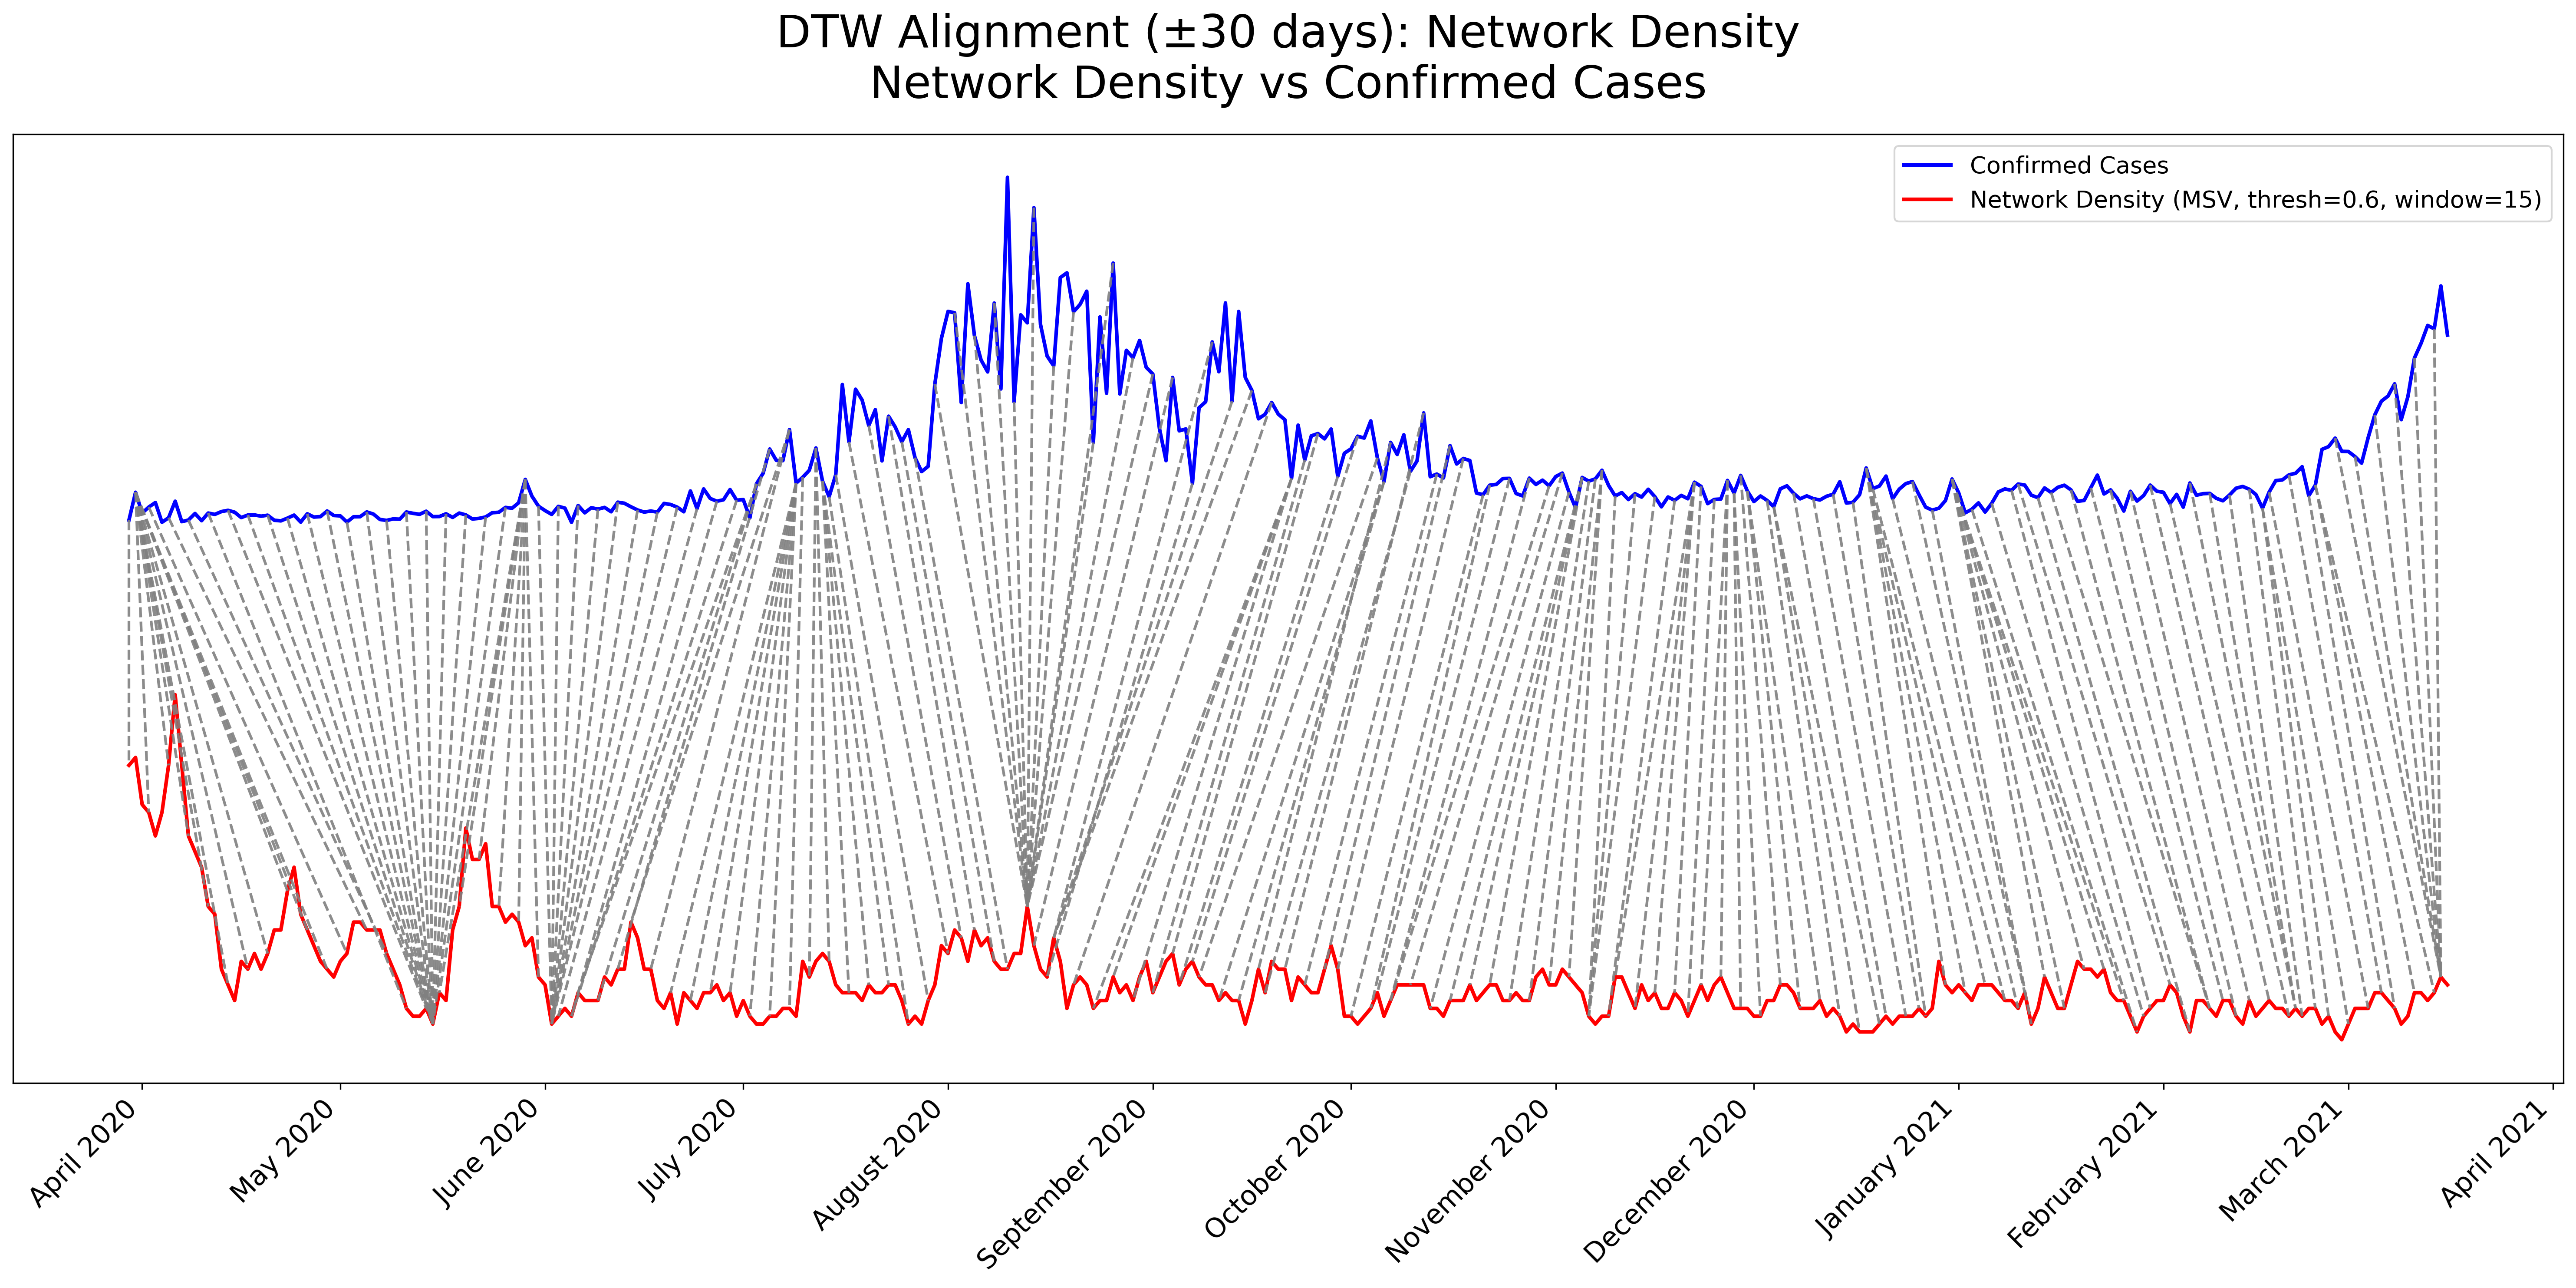 DTW Alignment (±30 days): Network Density
Network Density vs Confirmed Cases
Confirmed Cases
Network Density (MSV, thresh=0.6, window=15)
April 2020
May 2020
June 2020
July 2020
August 2020
September 2020
October 2020
November 2020
December 2020
January 2021
February 2021
March 2021
April 2021